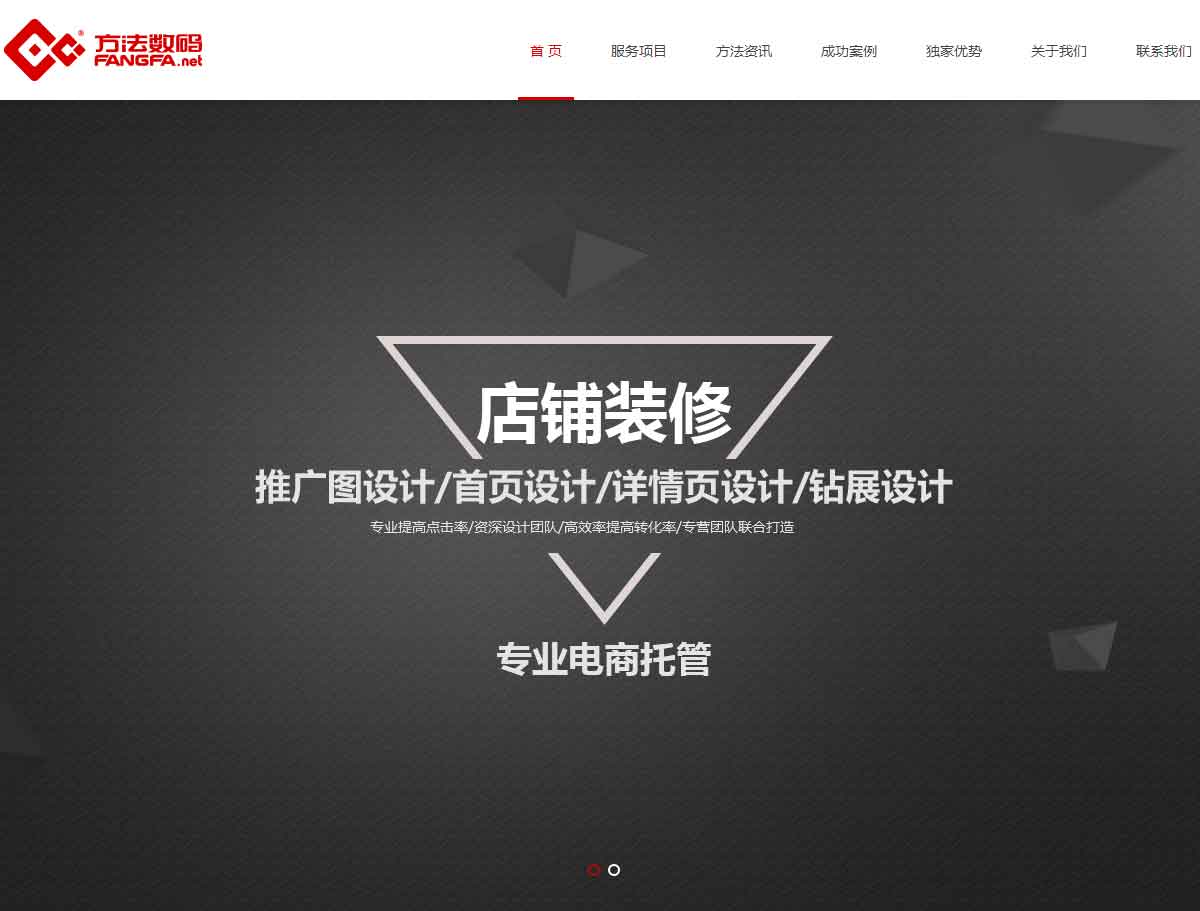 方法数码
FANGFA.net
首 页 服务项目 方法资讯 成功案例 独家优势 关于我们 联系我们
店铺装修
推广图设计/首页设计/详情页设计/钻展设计
专业提高点击率/资深设计团队/高效率提高转化率/专营团队联合打造
专业电商托管